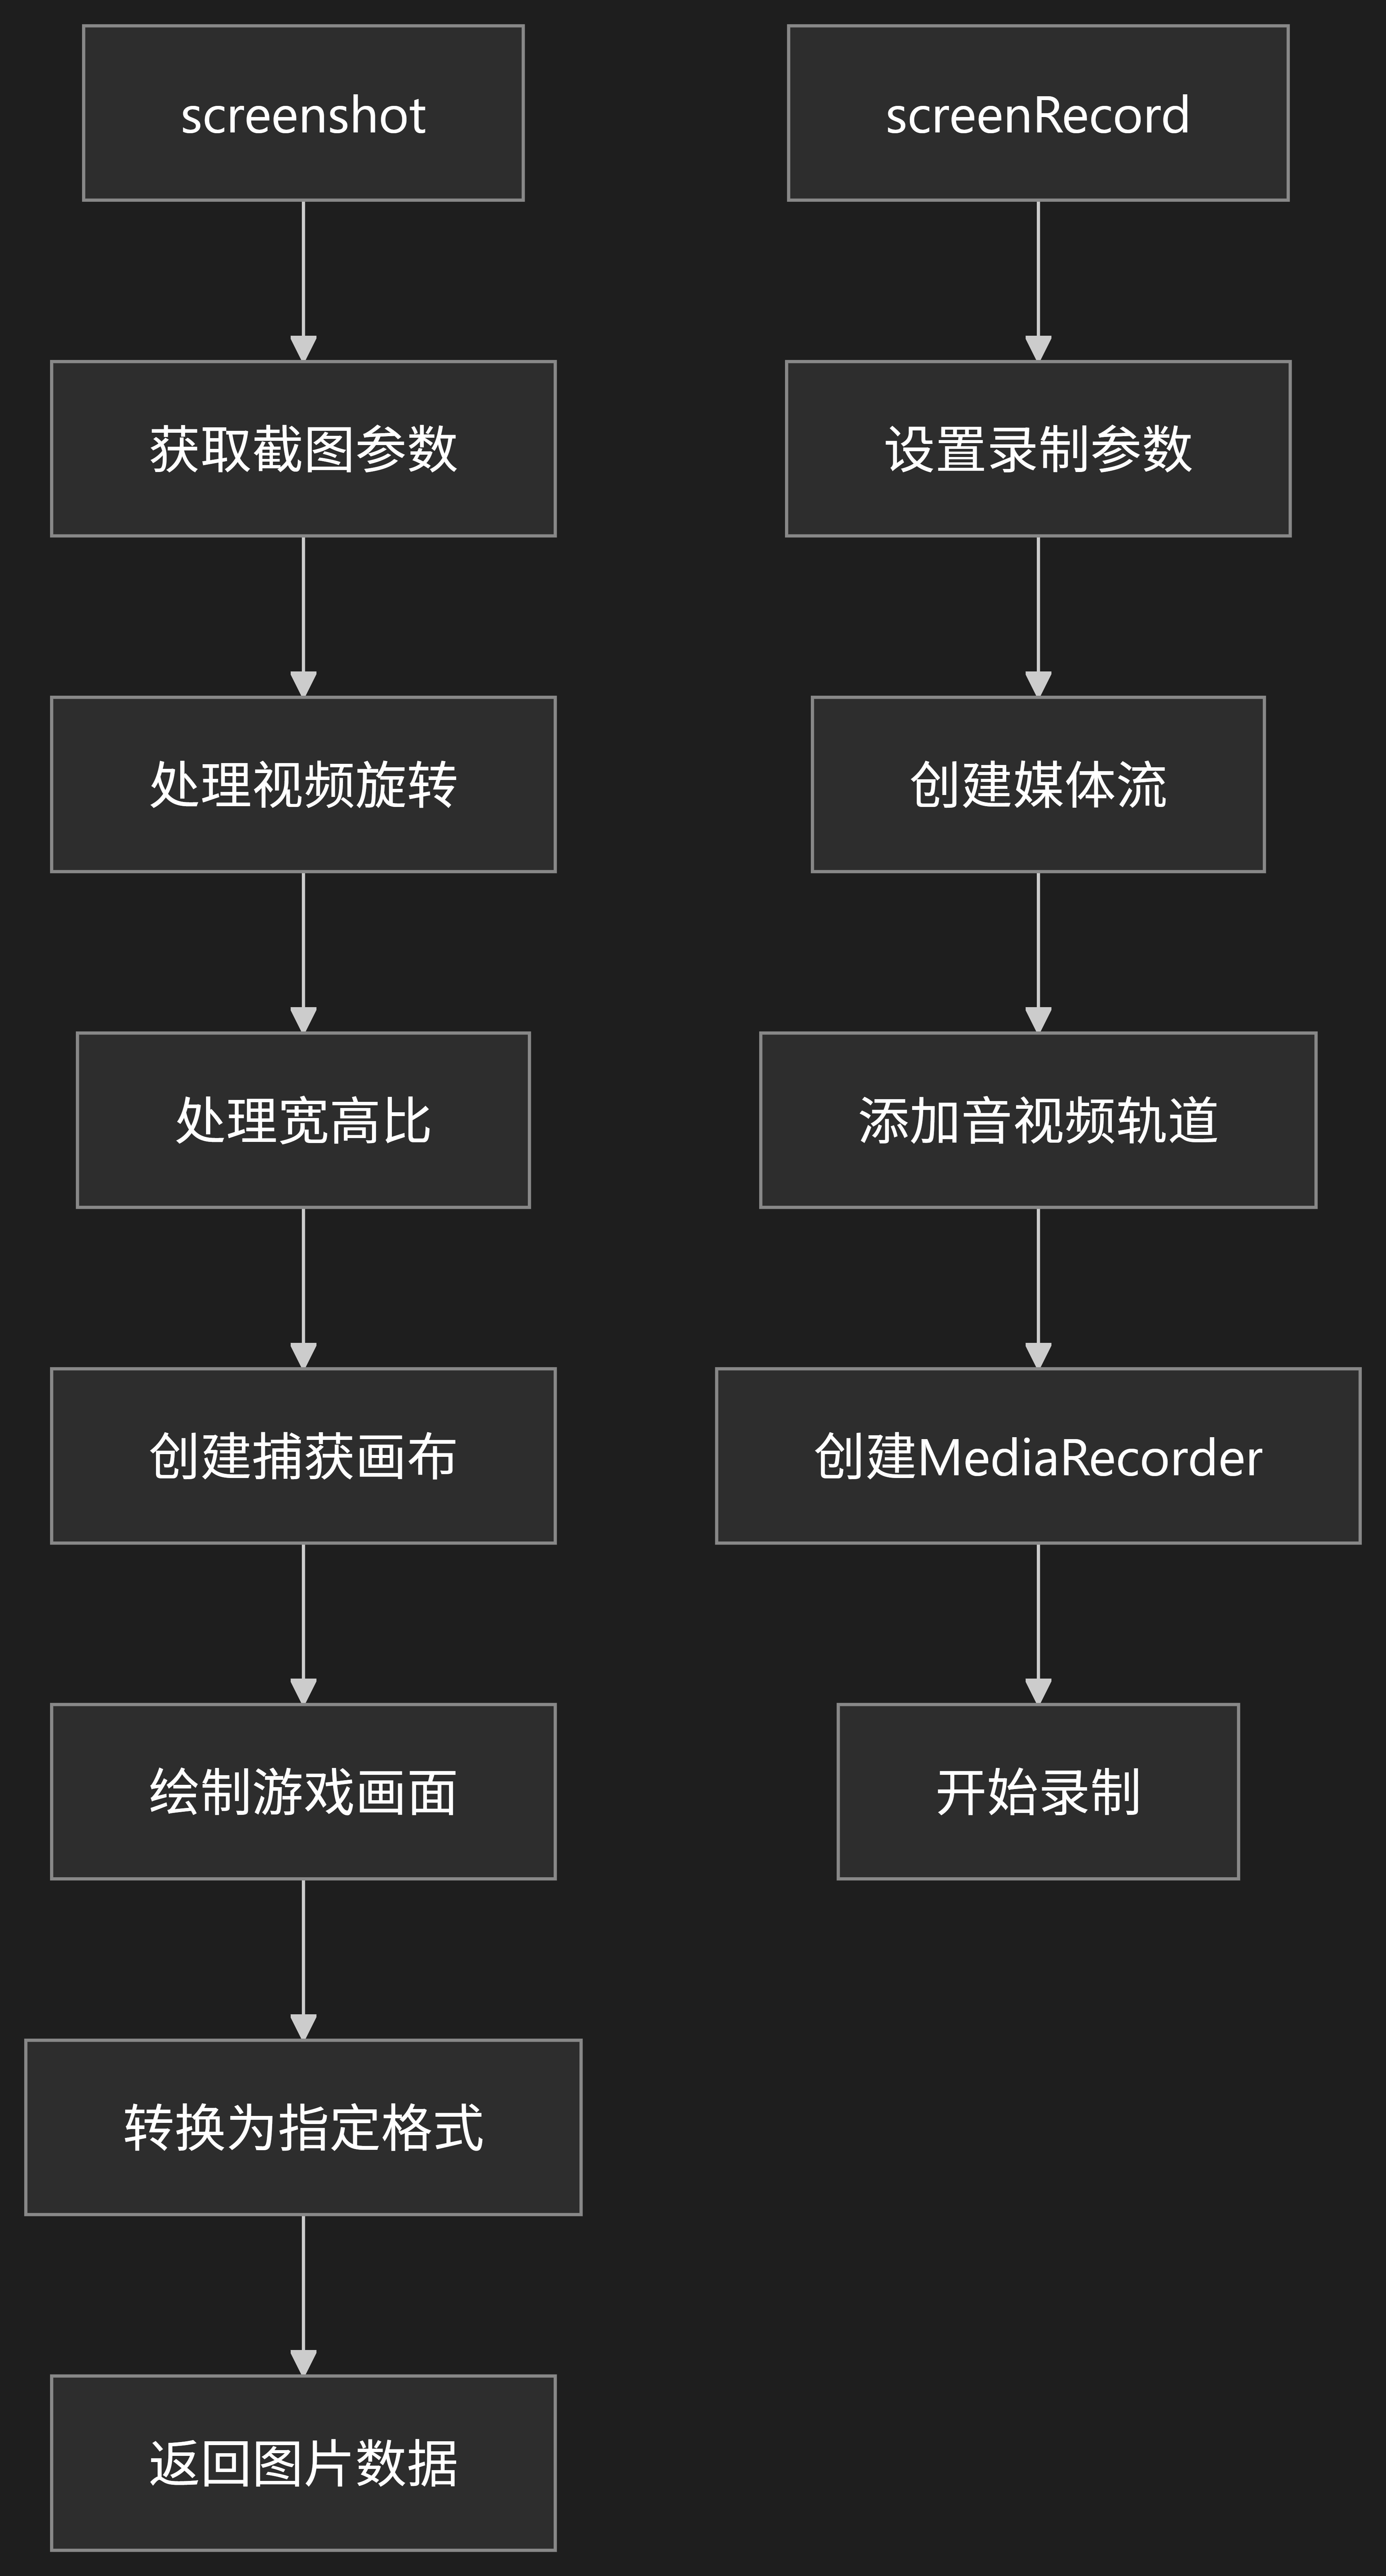 screenshot
获取截图参数
处理视频旋转
处理宽高比
创建捕获画布
绘制游戏画面
转换为指定格式
返回图片数据
screenRecord
设置录制参数
创建媒体流
添加音视频轨道
创建MediaRecorder
开始录制